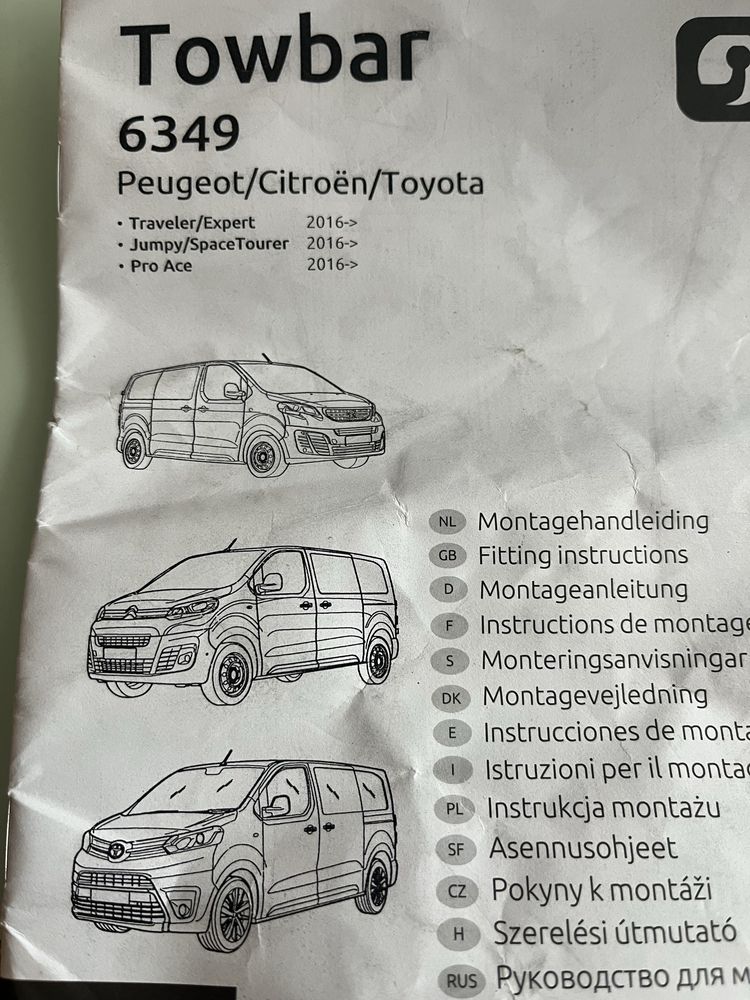 Towbar
6349
Peugeot/Citroën/Toyota
• Traveler/Expert 2016->
• Jumpy/SpaceTourer 2016->
• Pro Ace 2016->
NL Montagehandleiding
GB Fitting instructions
D Montageanleitung
F Instructions de montage
S Monteringsanvisningar
DK Montagevejledning
E Instrucciones de
I Istruzioni per il
PL Instrukcja montażu
SF Asennusohjeet
CZ Pokyny k montáži
H Szerelési útmutató
RUS Руководство для